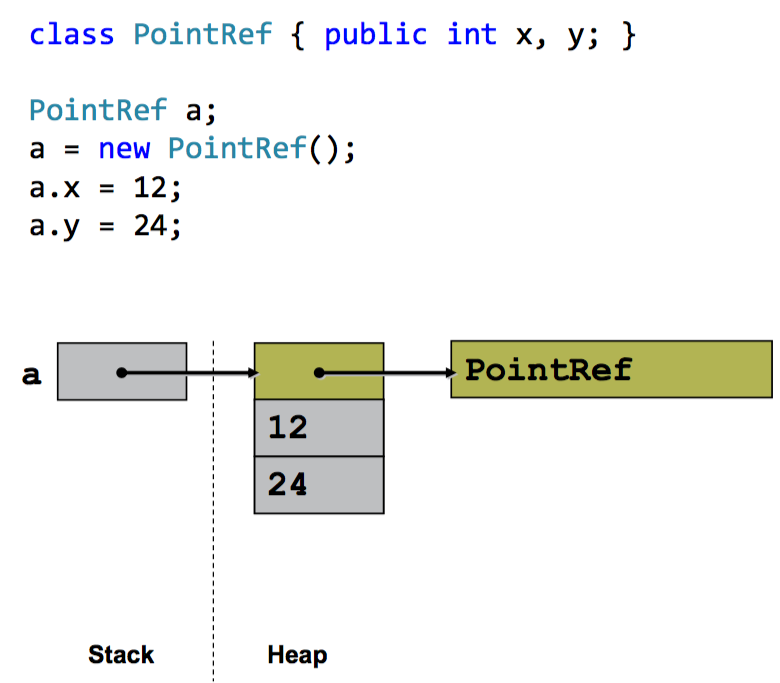 class PointRef { public int x, y; }
PointRef a;
a = new PointRef();
a.x = 12;
a.y = 24;
a
PointRef
12
24
Stack
Heap